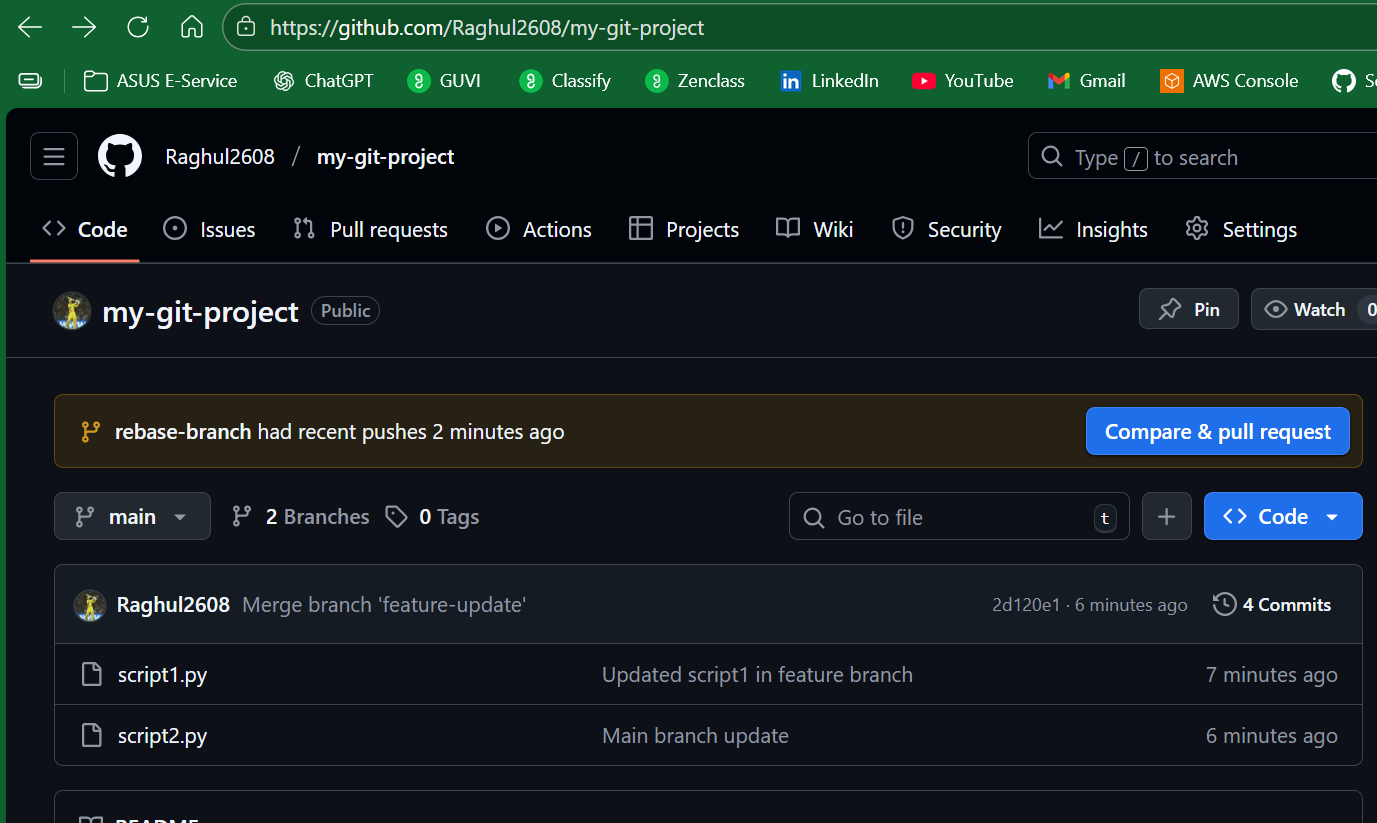 https://github.com/Raghul2608/my-git-project
ASUS E-Service ChatGPT GUVI Classify Zenclass LinkedIn YouTube Gmail AWS Console
Raghul2608 / my-git-project Type / to search
Code Issues Pull requests Actions Projects Wiki Security Insights Settings
my-git-project Public Pin Watch 0
rebase-branch had recent pushes 2 minutes ago Compare & pull request
main 2 Branches 0 Tags Go to file t Code
Raghul2608 Merge branch 'feature-update' 2d120e1 · 6 minutes ago 4 Commits
script1.py Updated script1 in feature branch 7 minutes ago
script2.py Main branch update 6 minutes ago
README